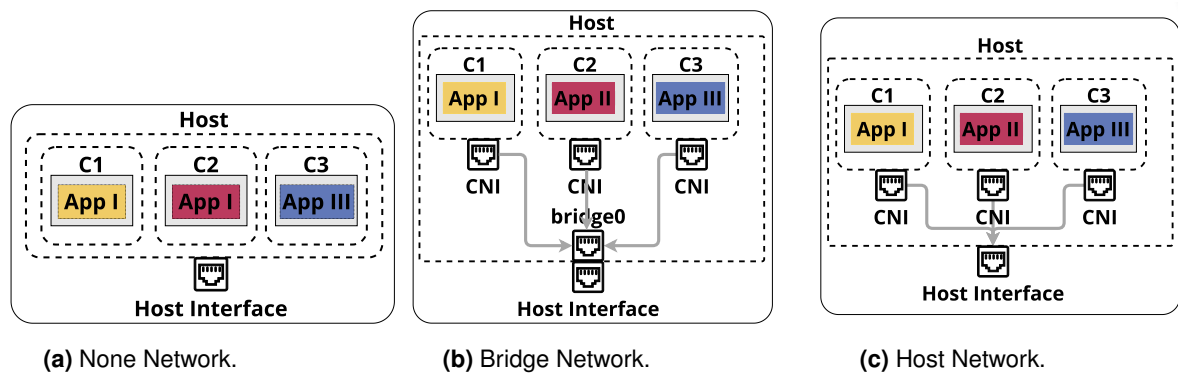 Host
C1 C2 C3
App I App I App III
Host Interface
(a) None Network.
Host
C1 C2 C3
App I App II App III
CNI CNI CNI
bridge0
Host Interface
(b) Bridge Network.
Host
C1 C2 C3
App I App II App III
CNI CNI CNI
Host Interface
(c) Host Network.